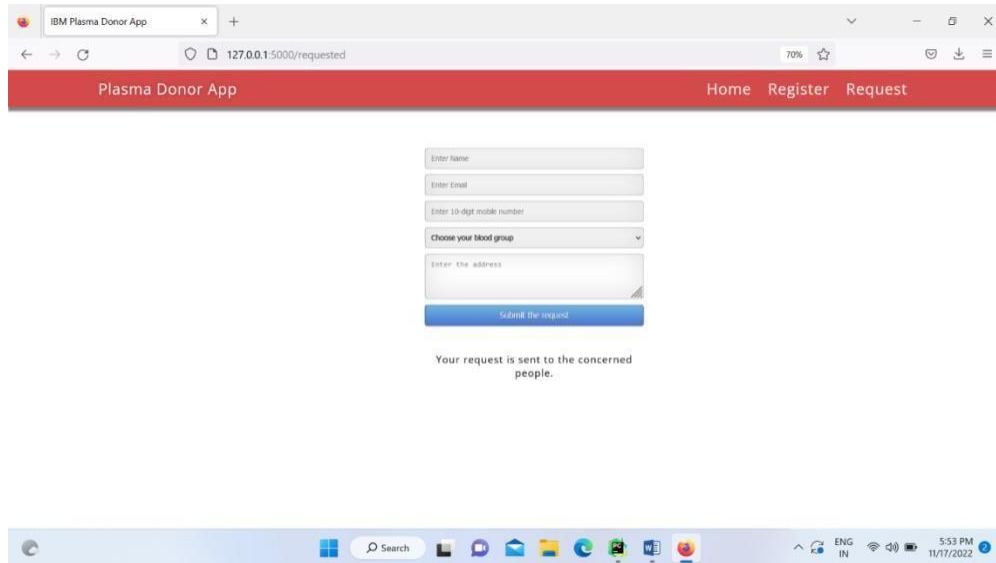 IBM Plasma Donor App
127.0.0.1:5000/requested
70%
Plasma Donor App
Home Register Request
Enter Name
Enter Email
Enter 10-digit mobile number
Choose your blood group
Enter the address
Submit the request
Your request is sent to the concerned
people.
Search
ENG
IN
5:53 PM
11/17/2022
2